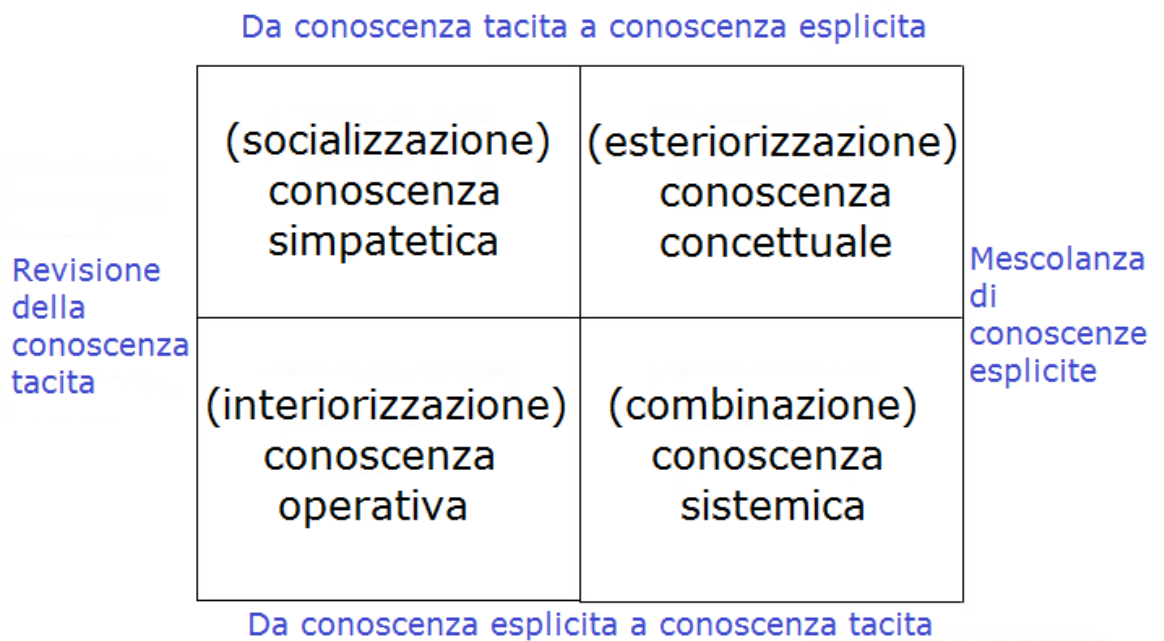 Da conoscenza tacita a conoscenza esplicita
(socializzazione)
conoscenza
simpatetica
(esteriorizzazione)
conoscenza
concettuale
Revisione
della
conoscenza
tacita
Mescolanza
di
conoscenze
esplicite
(interiorizzazione)
conoscenza
operativa
(combinazione)
conoscenza
sistemica
Da conoscenza esplicita a conoscenza tacita